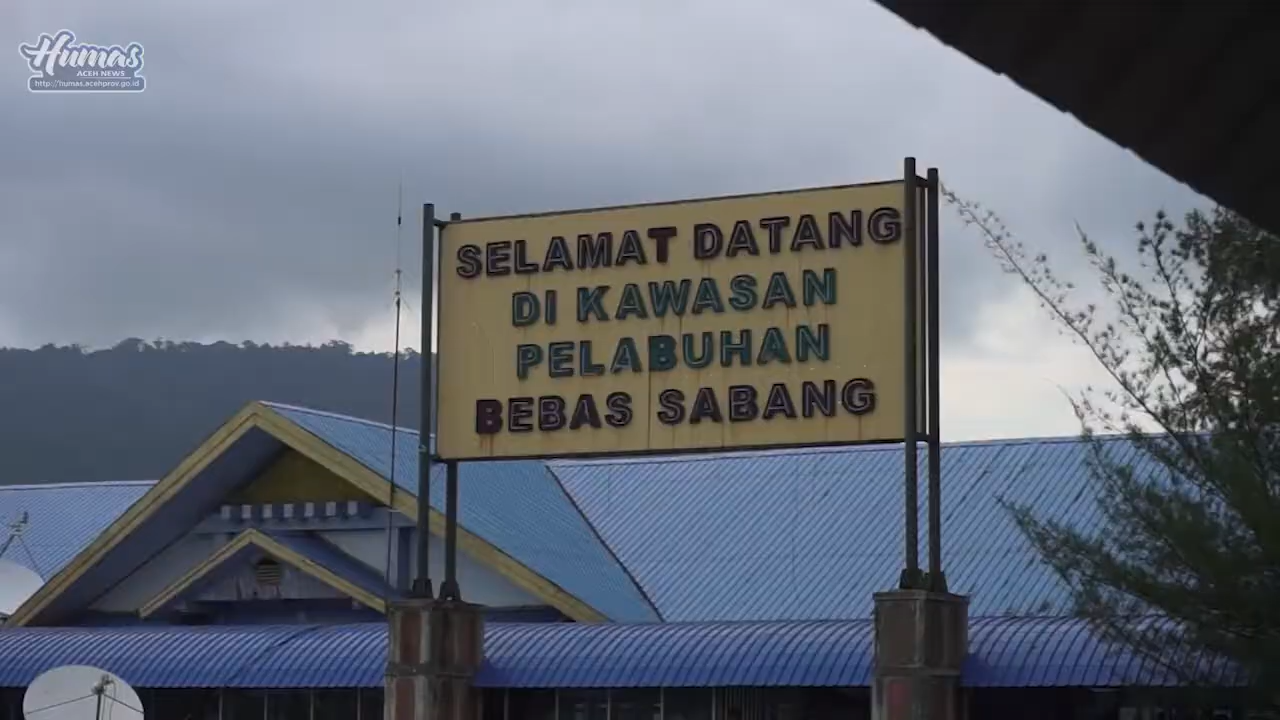 Humas
ACEH NEWS
http://humas.acehprov.go.id
SELAMAT DATANG
DI KAWASAN
PELABUHAN
BEBAS SABANG